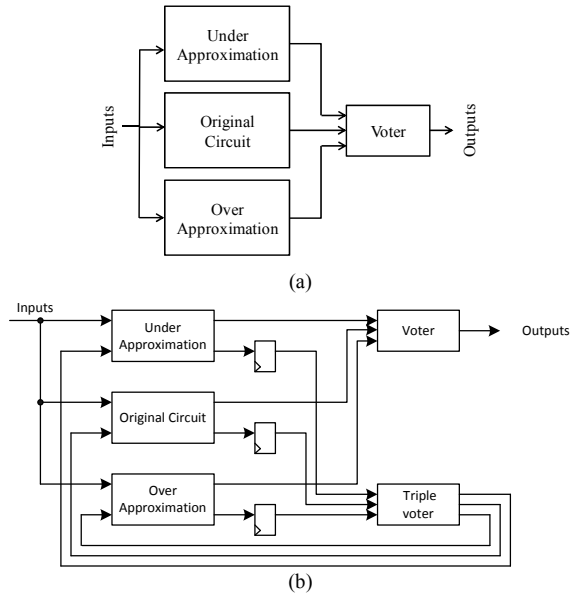 Under
Approximation
Original
Circuit
Over
Approximation
Inputs
Voter
Outputs
(a)
Inputs
Under
Approximation
Voter
Outputs
Original Circuit
Over
Approximation
Triple
voter
(b)